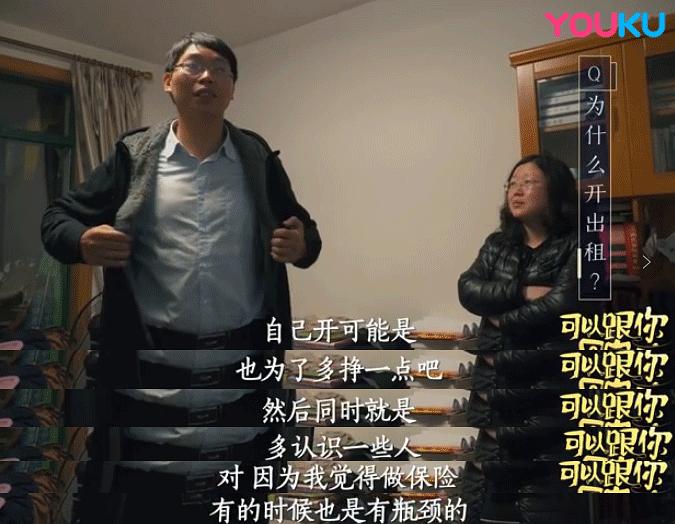 YOUKU
Q为什么开出租？
自己开可能是
可以跟你
也为了多挣一点吧
可以跟你
然后同时就是
可以跟你
多认识一些人
可以跟你
对 因为我觉得做保险
可以跟你
有的时候也是有瓶颈的